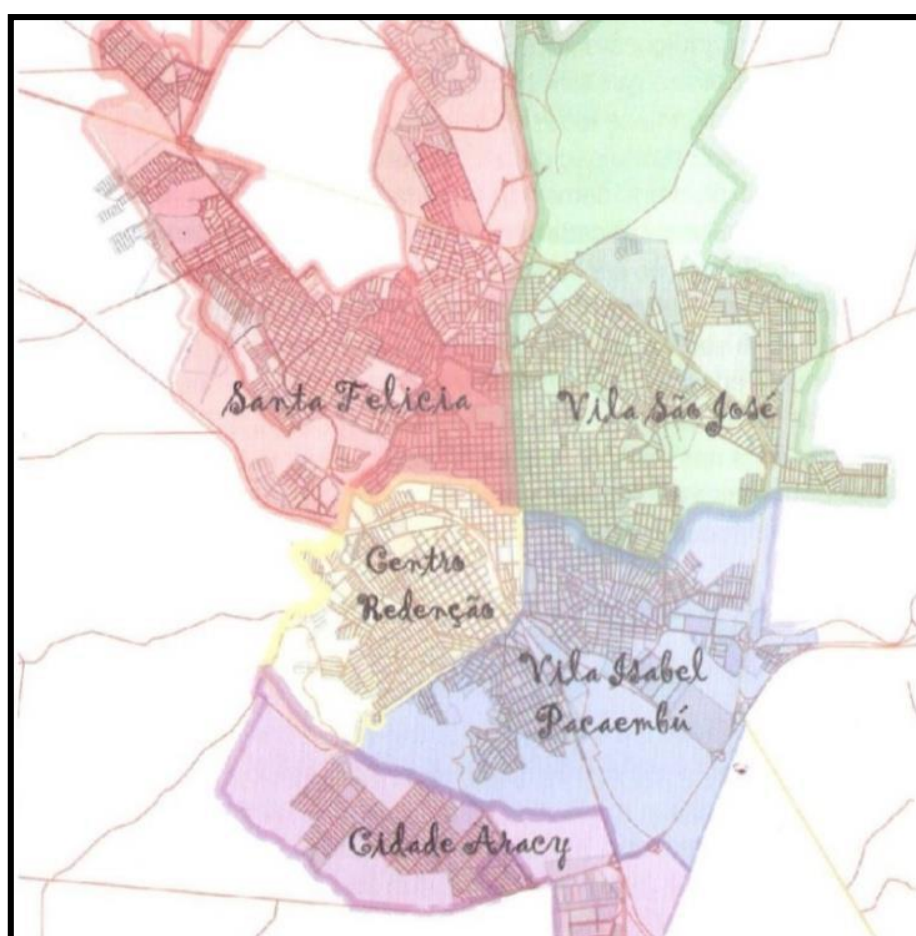 Santa Felicia
Vila São José
Centro
Redenção
Vila Isabel
Pacaembú
Cidade Aracy